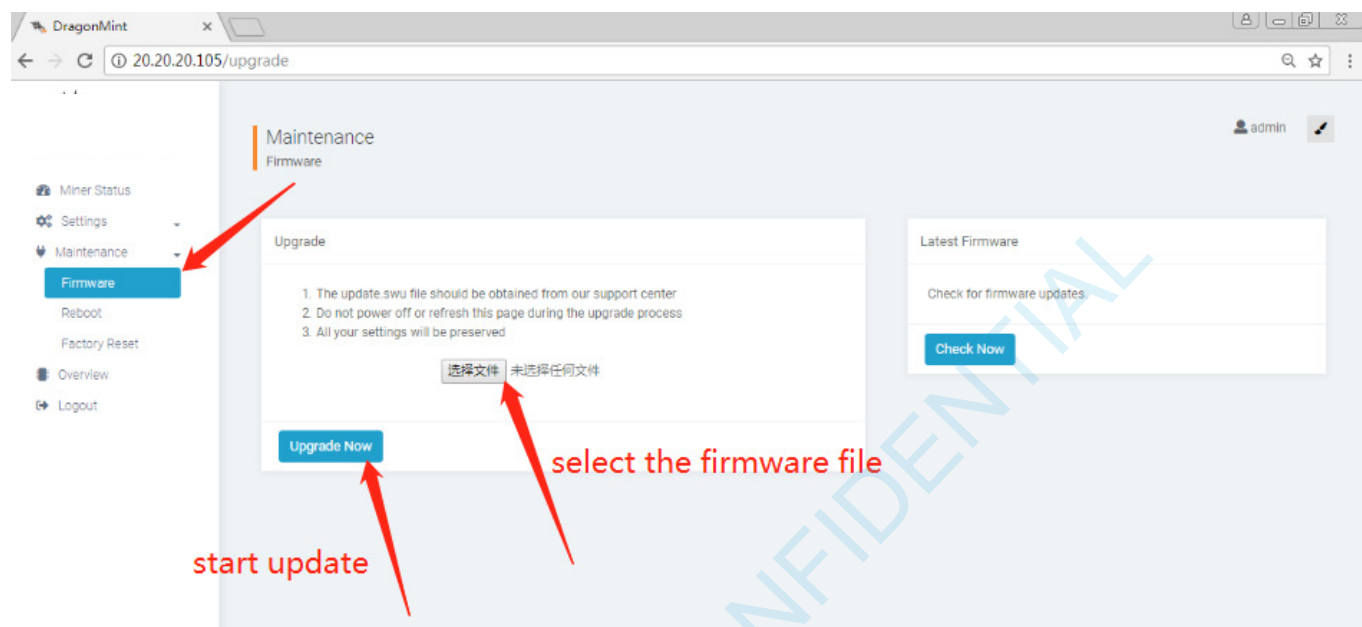 DragonMint
20.20.20.105/upgrade
admin
Maintenance
Firmware
Miner Status
Settings
Maintenance
Firmware
Reboot
Factory Reset
Overview
Logout
Upgrade
1. The update.swu file should be obtained from our support center
2. Do not power off or refresh this page during the upgrade process
3. All your settings will be preserved
选择文件 未选择任何文件
Upgrade Now
select the firmware file
start update
Latest Firmware
Check for firmware updates.
Check Now
NFIDENTIAL